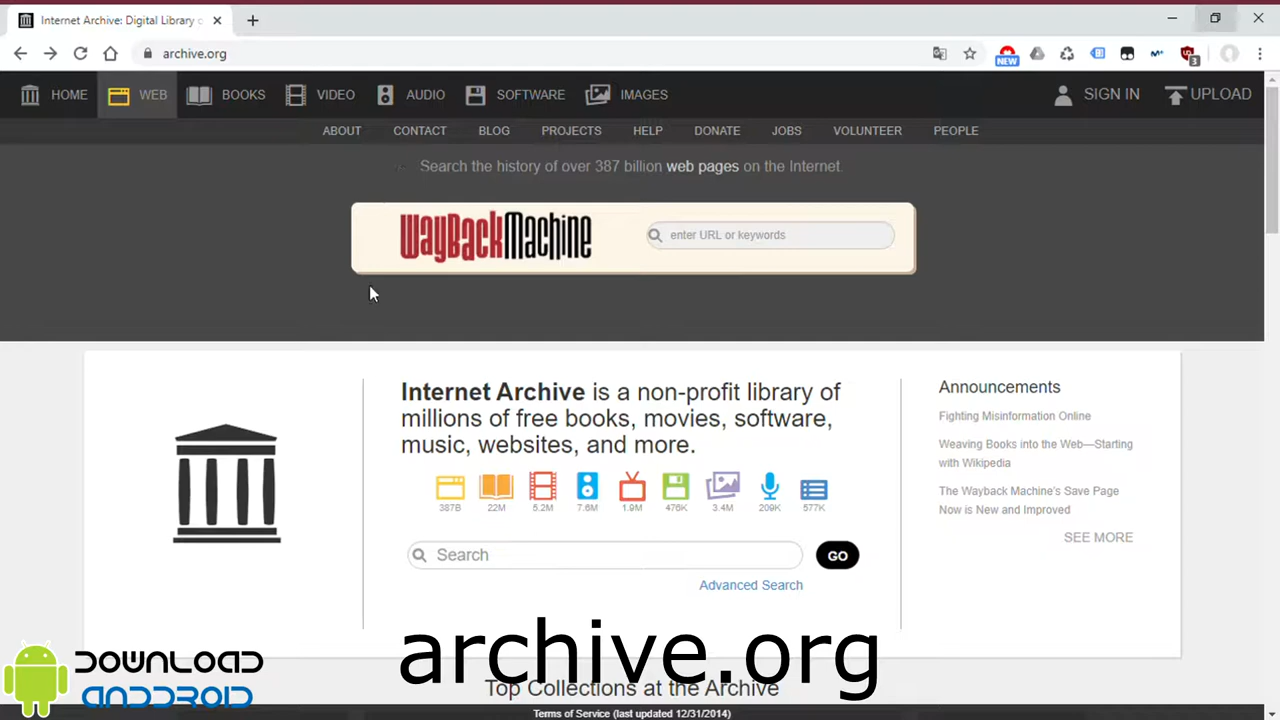 Internet Archive: Digital Library
archive.org
NEW
3
HOME WEB BOOKS VIDEO AUDIO SOFTWARE IMAGES SIGN IN UPLOAD
ABOUT CONTACT BLOG PROJECTS HELP DONATE JOBS VOLUNTEER PEOPLE
Search the history of over 387 billion web pages on the Internet.
WayBackMachine
enter URL or keywords
Internet Archive is a non-profit library of
millions of free books, movies, software,
music, websites, and more.
387B 22M 5.2M 7.6M 1.9M 476K 3.4M 209K 577K
Search
GO
Advanced Search
Announcements
Fighting Misinformation Online
Weaving Books into the Web—Starting
with Wikipedia
The Wayback Machine's Save Page
Now is New and Improved
SEE MORE
archive.org
DOWNLOAD
ANDDROID
Top Collections at the Archive
Terms of Service (last updated 12/31/2014)